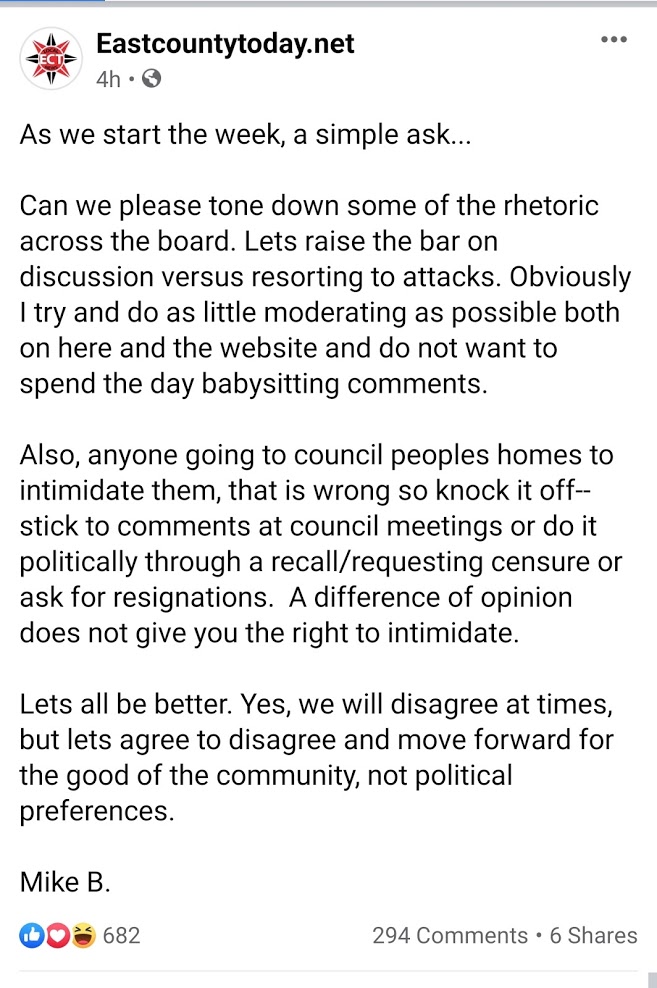 ECT
Eastcountytoday.net
4h •
As we start the week, a simple ask...
Can we please tone down some of the rhetoric
across the board. Lets raise the bar on
discussion versus resorting to attacks. Obviously
I try and do as little moderating as possible both
on here and the website and do not want to
spend the day babysitting comments.
Also, anyone going to council peoples homes to
intimidate them, that is wrong so knock it off--
stick to comments at council meetings or do it
politically through a recall/requesting censure or
ask for resignations.  A difference of opinion
does not give you the right to intimidate.
Lets all be better. Yes, we will disagree at times,
but lets agree to disagree and move forward for
the good of the community, not political
preferences.
Mike B.
682
294 Comments • 6 Shares